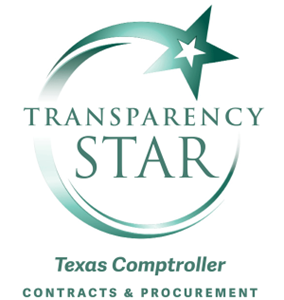 TRANSPARENCY
STAR
Texas Comptroller
CONTRACTS & PROCUREMENT